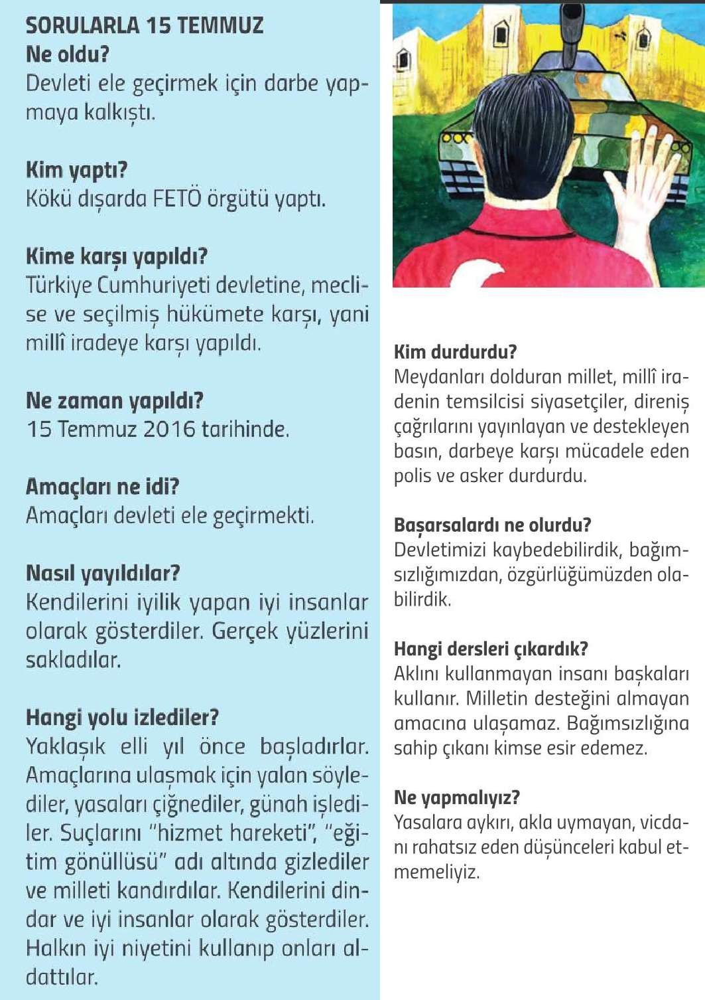 SORULARLA 15 TEMMUZ
Ne oldu?
Devleti ele geçirmek için darbe yap-
maya kalkıştı.
Kim yaptı?
Kökü dışarda FETÖ örgütü yaptı.
Kime karşı yapıldı?
Türkiye Cumhuriyeti devletine, mecli-
se ve seçilmiş hükümete karşı, yani
millî iradeye karşı yapıldı.
Ne zaman yapıldı?
15 Temmuz 2016 tarihinde.
Amaçları ne idi?
Amaçları devleti ele geçirmekti.
Nasıl yayıldılar?
Kendilerini iyilik yapan iyi insanlar
olarak gösterdiler. Gerçek yüzlerini
sakladılar.
Hangi yolu izlediler?
Yaklaşık elli yıl önce başladırlar.
Amaçlarına ulaşmak için yalan söyle-
diler, yasaları çiğnediler, günah işledi-
ler. Suçlarını "hizmet hareketi", "eği-
tim gönüllüsü" adı altında gizlediler
ve milleti kandırdılar. Kendilerini din-
dar ve iyi insanlar olarak gösterdiler.
Halkın iyi niyetini kullanıp onları al-
dattılar.
Kim durdurdu?
Meydanları dolduran millet, millî ira-
denin temsilcisi siyasetçiler, direniş
çağrılarını yayınlayan ve destekleyen
basın, darbeye karşı mücadele eden
polis ve asker durdurdu.
Başarsalardı ne olurdu?
Devletimizi kaybedebilirdik, bağım-
sızlığımızdan, özgürlüğümüzden ola-
bilirdik.
Hangi dersleri çıkardık?
Aklını kullanmayan insanı başkaları
kullanır. Milletin desteğini almayan
amacına ulaşamaz. Bağımsızlığına
sahip çıkanı kimse esir edemez.
Ne yapmalıyız?
Yasalara aykırı, akla uymayan, vicda-
nı rahatsız eden düşünceleri kabul et-
memeliyiz.